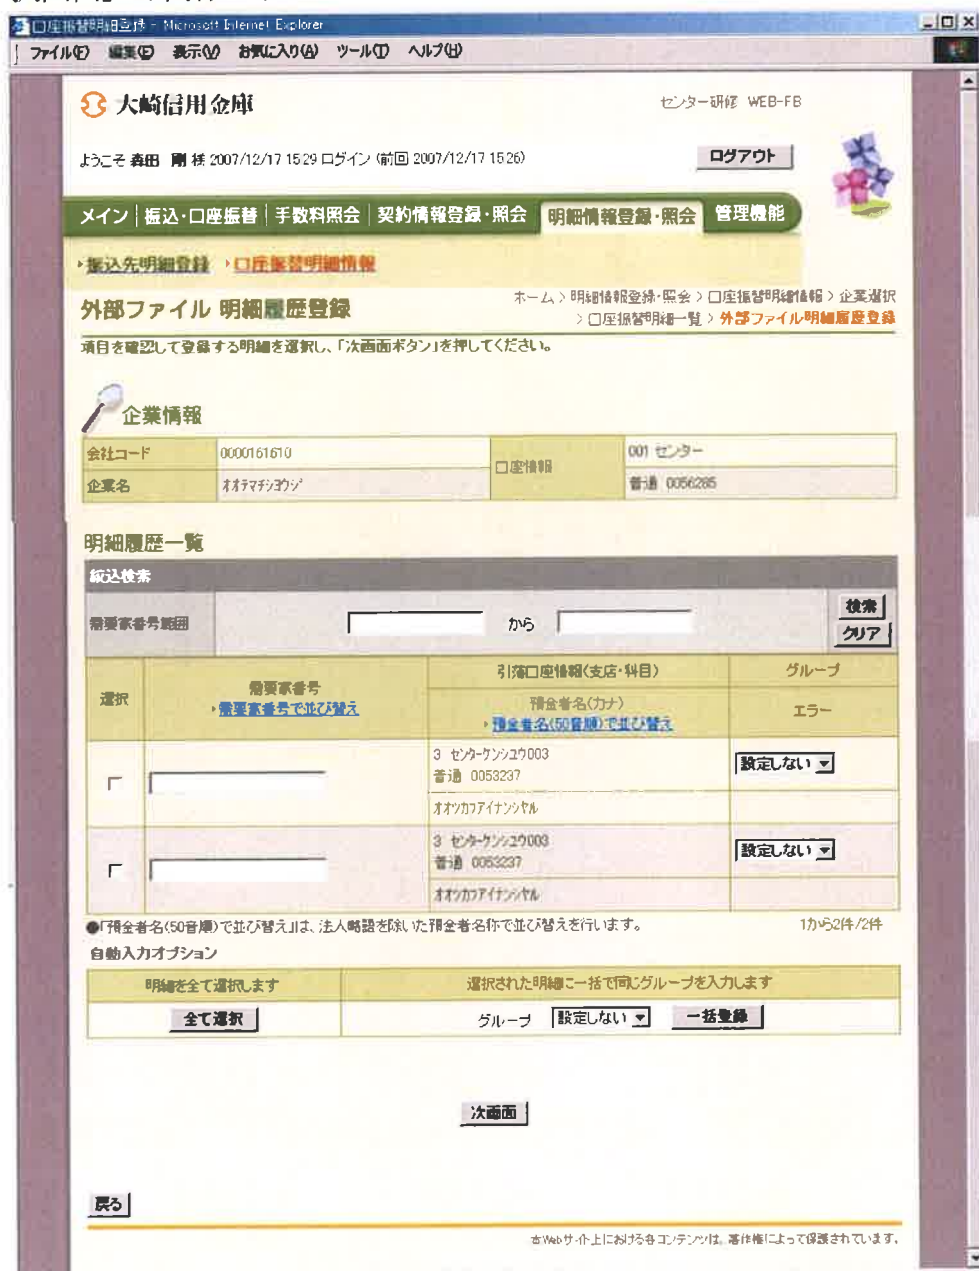 口座振替明細登録 - Microsoft Internet Explorer
ファイル(F) 編集(E) 表示(V) お気に入り(A) ツール(T) ヘルプ(H)
大崎信用金庫
センター研修 WEB-FB
ようこそ 森田 剛 様 2007/12/17 15:29 ログイン (前回 2007/12/17 15:26)
ログアウト
メイン 振込・口座振替 手数料照会 契約情報登録・照会 明細情報登録・照会 管理機能
振込先明細登録 口座振替明細情報
外部ファイル 明細履歴登録
ホーム > 明細情報登録・照会 > 口座振替明細情報 > 企業選択
> 口座振替明細一覧 > 外部ファイル明細履歴登録
項目を確認して登録する明細を選択し、「次画面ボタン」を押してください。
企業情報
会社コード 0000161610 口座情報 001 センター
企業名 オオテマチシヨウジ 普通 0056285
明細履歴一覧
絞込検索
需要家番号範囲 から 検索
クリア
選択 需要家番号 引落口座情報(支店・科目) グループ
需要家番号で並び替え 預金者名(カナ) エラー
預金者名(50音順)で並び替え
3 センターケンシユウ003 設定しない
普通 0053237
オオツカフアイナンシヤル
3 センターケンシユウ003 設定しない
普通 0053237
オオツカフアイナンシヤル
●「預金者名(50音順)で並び替え」は、法人略語を除いた預金者名称で並び替えを行います。 1から2件/2件
自動入力オプション
明細を全て選択します 選択された明細に一括で同じグループを入力します
全て選択 グループ 設定しない 一括登録
次画面
戻る
本Webサイト上における各コンテンツは、著作権によって保護されています。